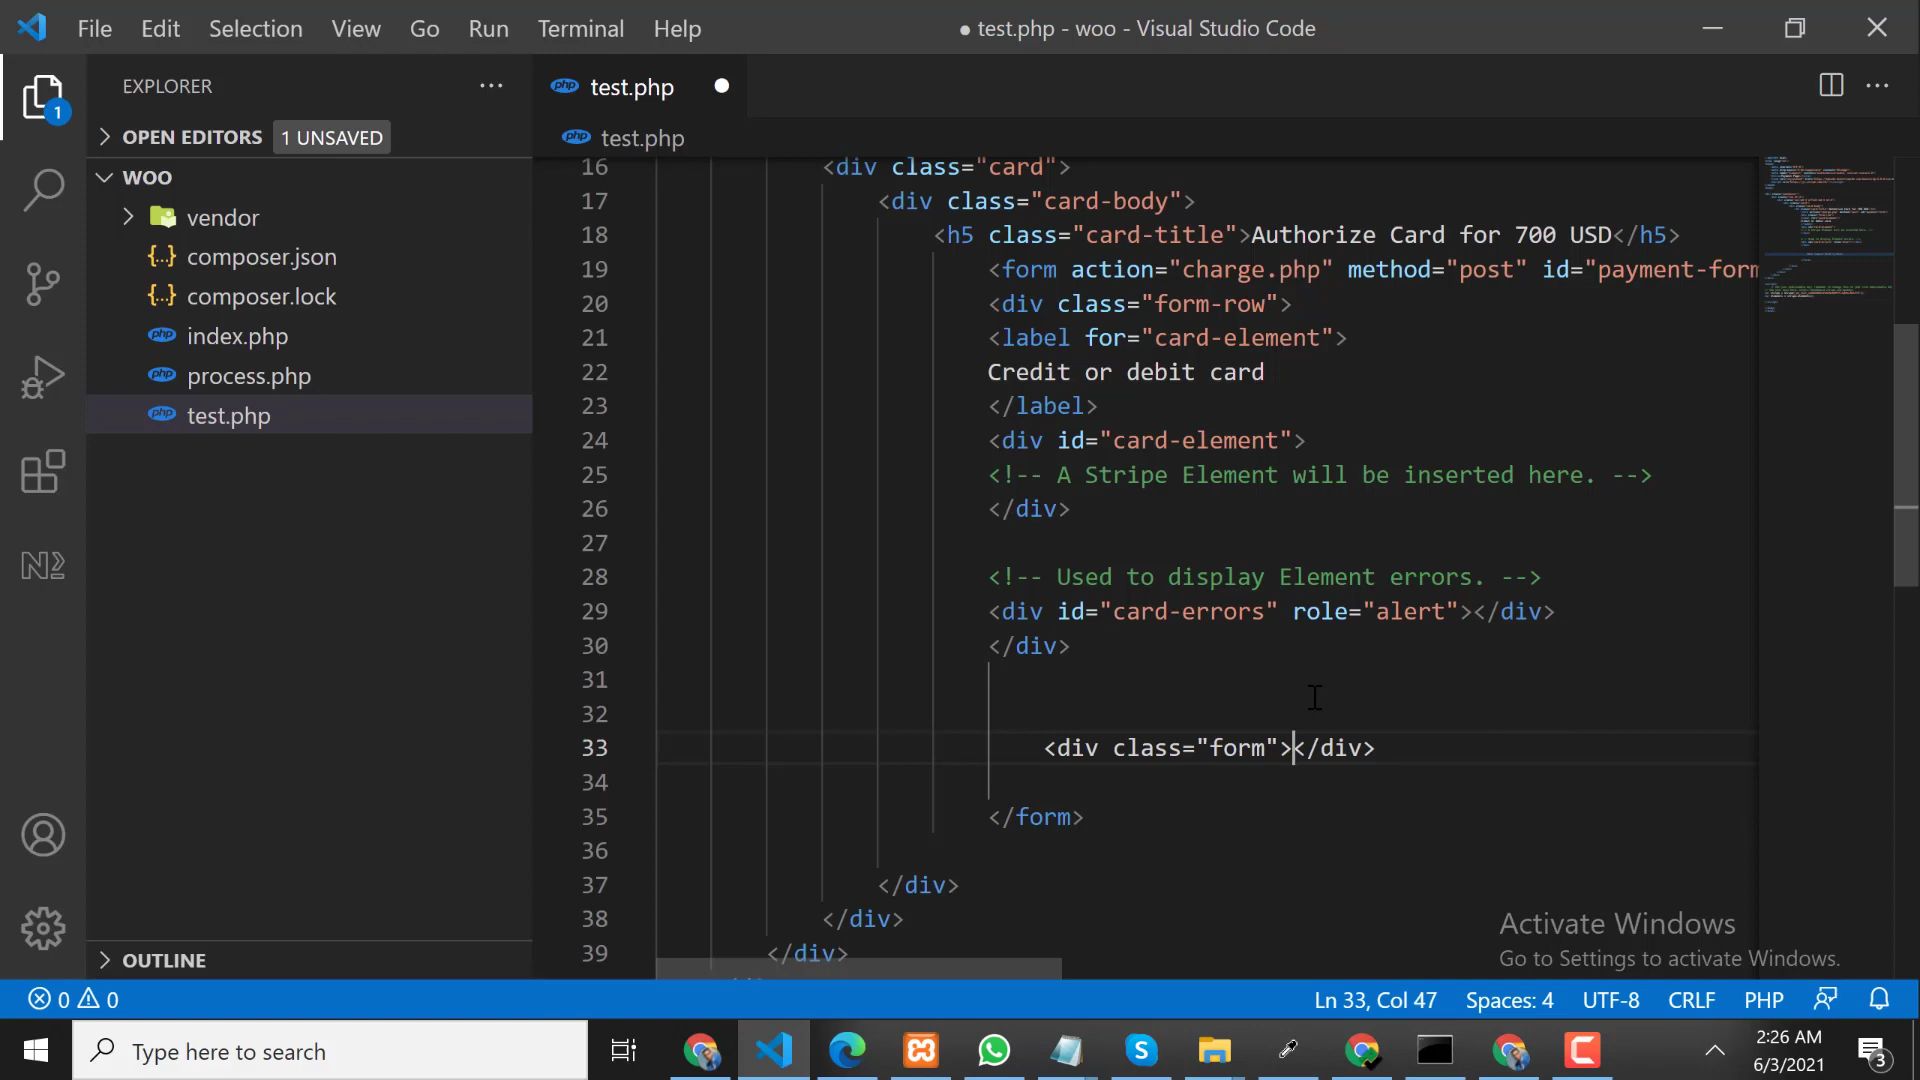 File Edit Selection View Go Run Terminal Help
● test.php - woo - Visual Studio Code
EXPLORER
php test.php
OPEN EDITORS 1 UNSAVED
php test.php
WOO
vendor
{..} composer.json
{..} composer.lock
php index.php
php process.php
php test.php
OUTLINE
1
16 <div class="card">
17 <div class="card-body">
18 <h5 class="card-title">Authorize Card for 700 USD</h5>
19 <form action="charge.php" method="post" id="payment-form
20 <div class="form-row">
21 <label for="card-element">
22 Credit or debit card
23 </label>
24 <div id="card-element">
25 <!-- A Stripe Element will be inserted here. -->
26 </div>
27
28 <!-- Used to display Element errors. -->
29 <div id="card-errors" role="alert"></div>
30 </div>
31
32
33 <div class="form"></div>
34
35 </form>
36
37 </div>
38 </div>
39 </div>
Activate Windows
Go to Settings to activate Windows.
0 0
Ln 33, Col 47 Spaces: 4 UTF-8 CRLF PHP
Type here to search
2:26 AM
6/3/2021
3